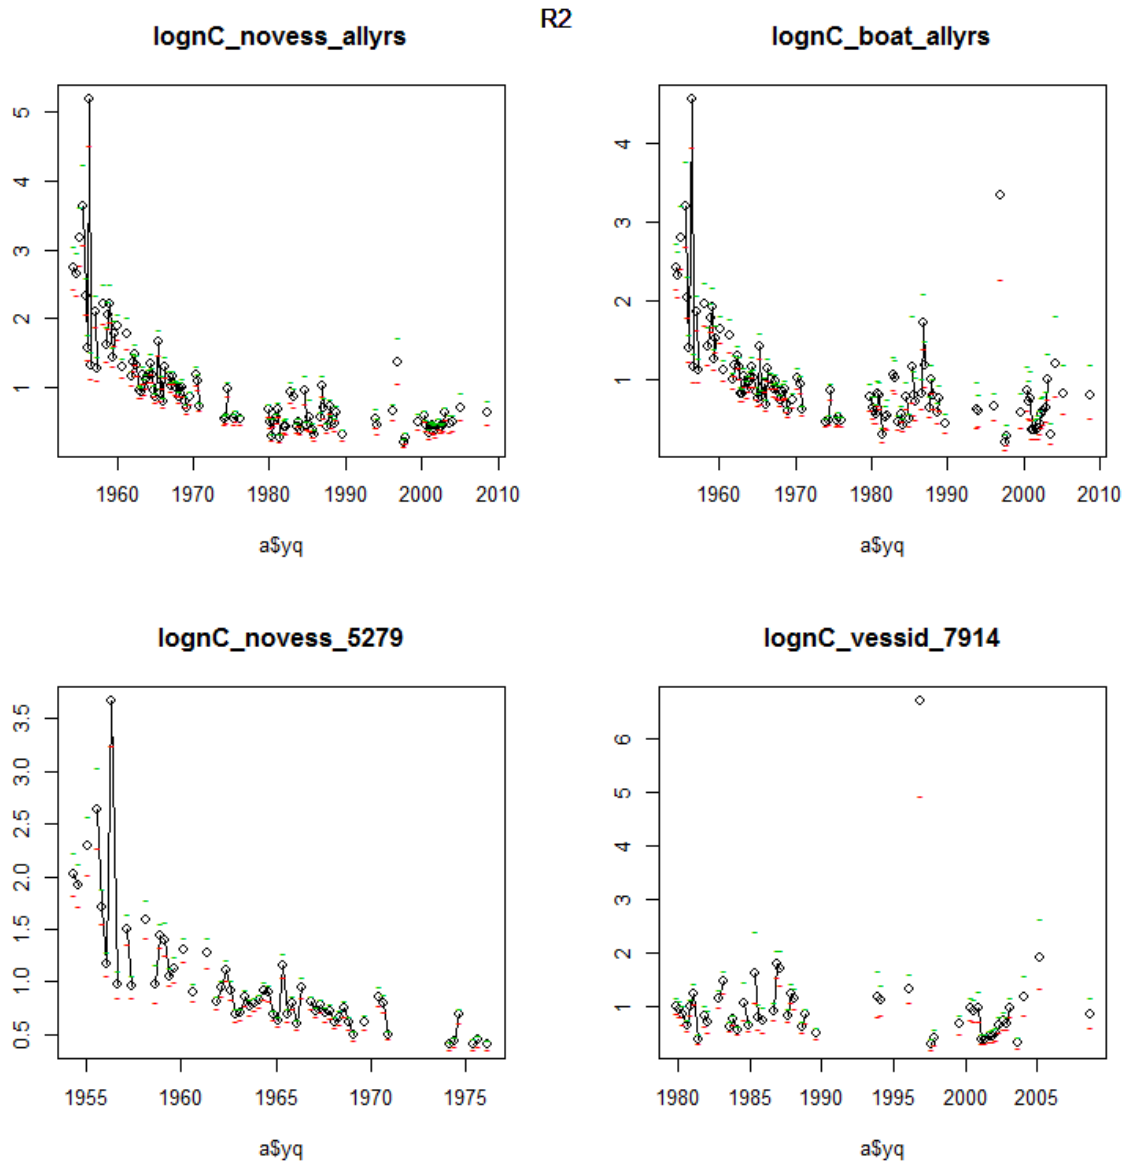 R2
lognC_novess_allyrs
5
4
3
2
1
1960 1970 1980 1990 2000 2010
a$yq
lognC_boat_allyrs
4
3
2
1
1960 1970 1980 1990 2000 2010
a$yq
lognC_novess_5279
3.5
3.0
2.5
2.0
1.5
1.0
0.5
1955 1960 1965 1970 1975
a$yq
lognC_vessid_7914
6
5
4
3
2
1
1980 1985 1990 1995 2000 2005
a$yq